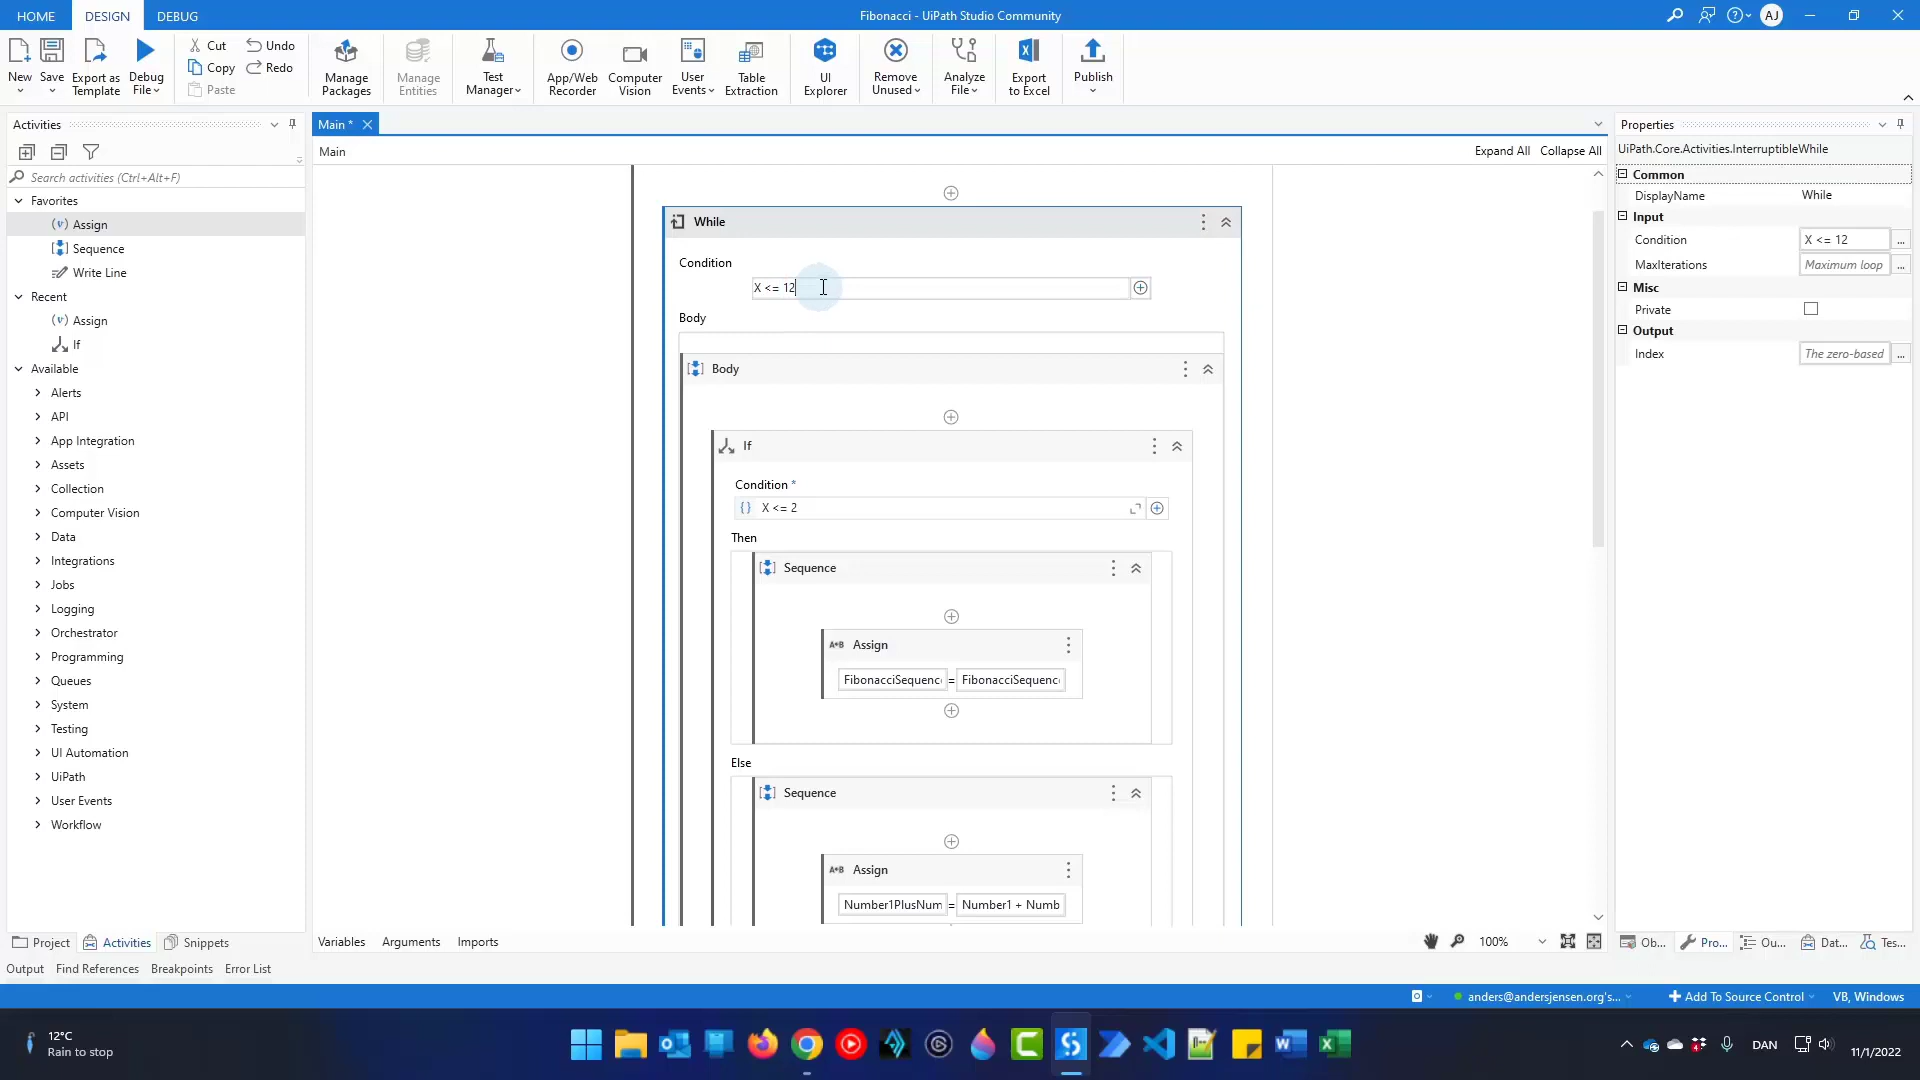 HOME
DESIGN
DEBUG
Fibonacci - UiPath Studio Community
AJ
New
Save
Export as Template
Debug File
Cut
Copy
Paste
Undo
Redo
Manage Packages
Manage Entities
Test Manager
App/Web Recorder
Computer Vision
User Events
Table Extraction
UI Explorer
Remove Unused
Analyze File
Export to Excel
Publish
Activities
Search activities (Ctrl+Alt+F)
Favorites
Assign
Sequence
Write Line
Recent
Assign
If
Available
Alerts
API
App Integration
Assets
Collection
Computer Vision
Data
Integrations
Jobs
Logging
Orchestrator
Programming
Queues
System
Testing
UI Automation
UiPath
User Events
Workflow
Project
Activities
Snippets
Main *
Main
Expand All
Collapse All
While
Condition
X <= 12
Body
Body
If
Condition *
X <= 2
Then
Sequence
A*B Assign
FibonacciSequenc = FibonacciSequenc
Else
Sequence
A*B Assign
Number1PlusNum = Number1 + Numb
Variables
Arguments
Imports
100%
Properties
UiPath.Core.Activities.InterruptibleWhile
Common
DisplayName While
Input
Condition X <= 12 ...
MaxIterations Maximum loop ...
Misc
Private
Output
Index The zero-based ...
Ob...
Pro...
Ou...
Dat...
Tes...
Output
Find References
Breakpoints
Error List
anders@andersjensen.org's...
Add To Source Control
VB, Windows
12°C
Rain to stop
DAN
11/1/2022